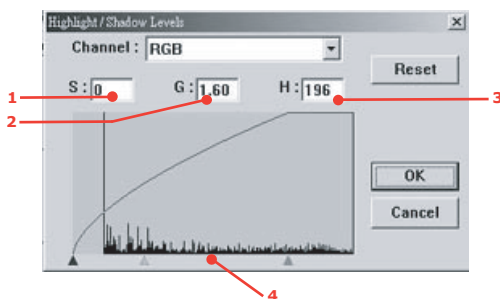 Highlight / Shadow Levels
Channel : RGB
Reset
S : 0 G : 1.60 H : 196
1
2
3
OK
Cancel
4